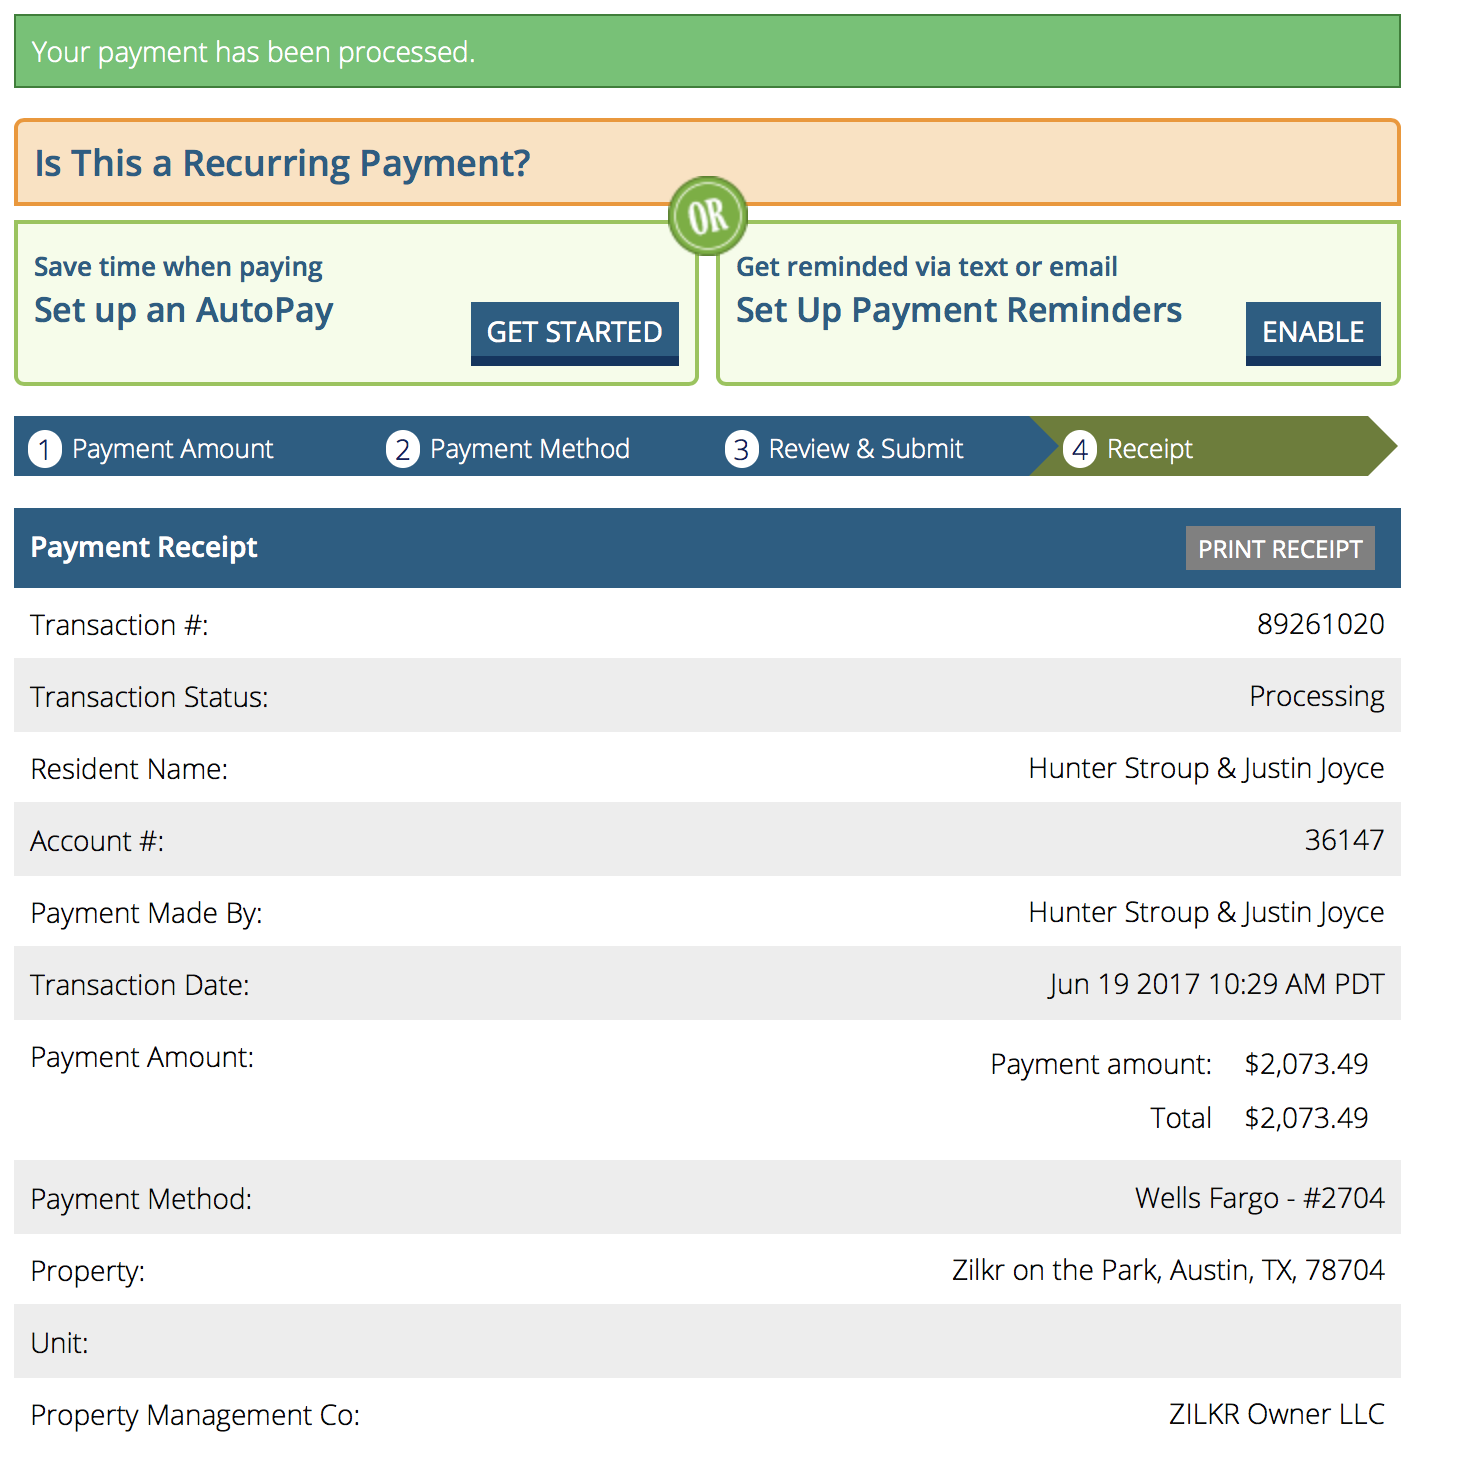 Your payment has been processed.
Is This a Recurring Payment?
OR
Save time when paying
Set up an AutoPay
GET STARTED
Get reminded via text or email
Set Up Payment Reminders
ENABLE
1 Payment Amount 2 Payment Method 3 Review & Submit 4 Receipt
Payment Receipt PRINT RECEIPT
Transaction #: 89261020
Transaction Status: Processing
Resident Name: Hunter Stroup & Justin Joyce
Account #: 36147
Payment Made By: Hunter Stroup & Justin Joyce
Transaction Date: Jun 19 2017 10:29 AM PDT
Payment Amount: Payment amount: $2,073.49
Total $2,073.49
Payment Method: Wells Fargo - #2704
Property: Zilkr on the Park, Austin, TX, 78704
Unit:
Property Management Co: ZILKR Owner LLC